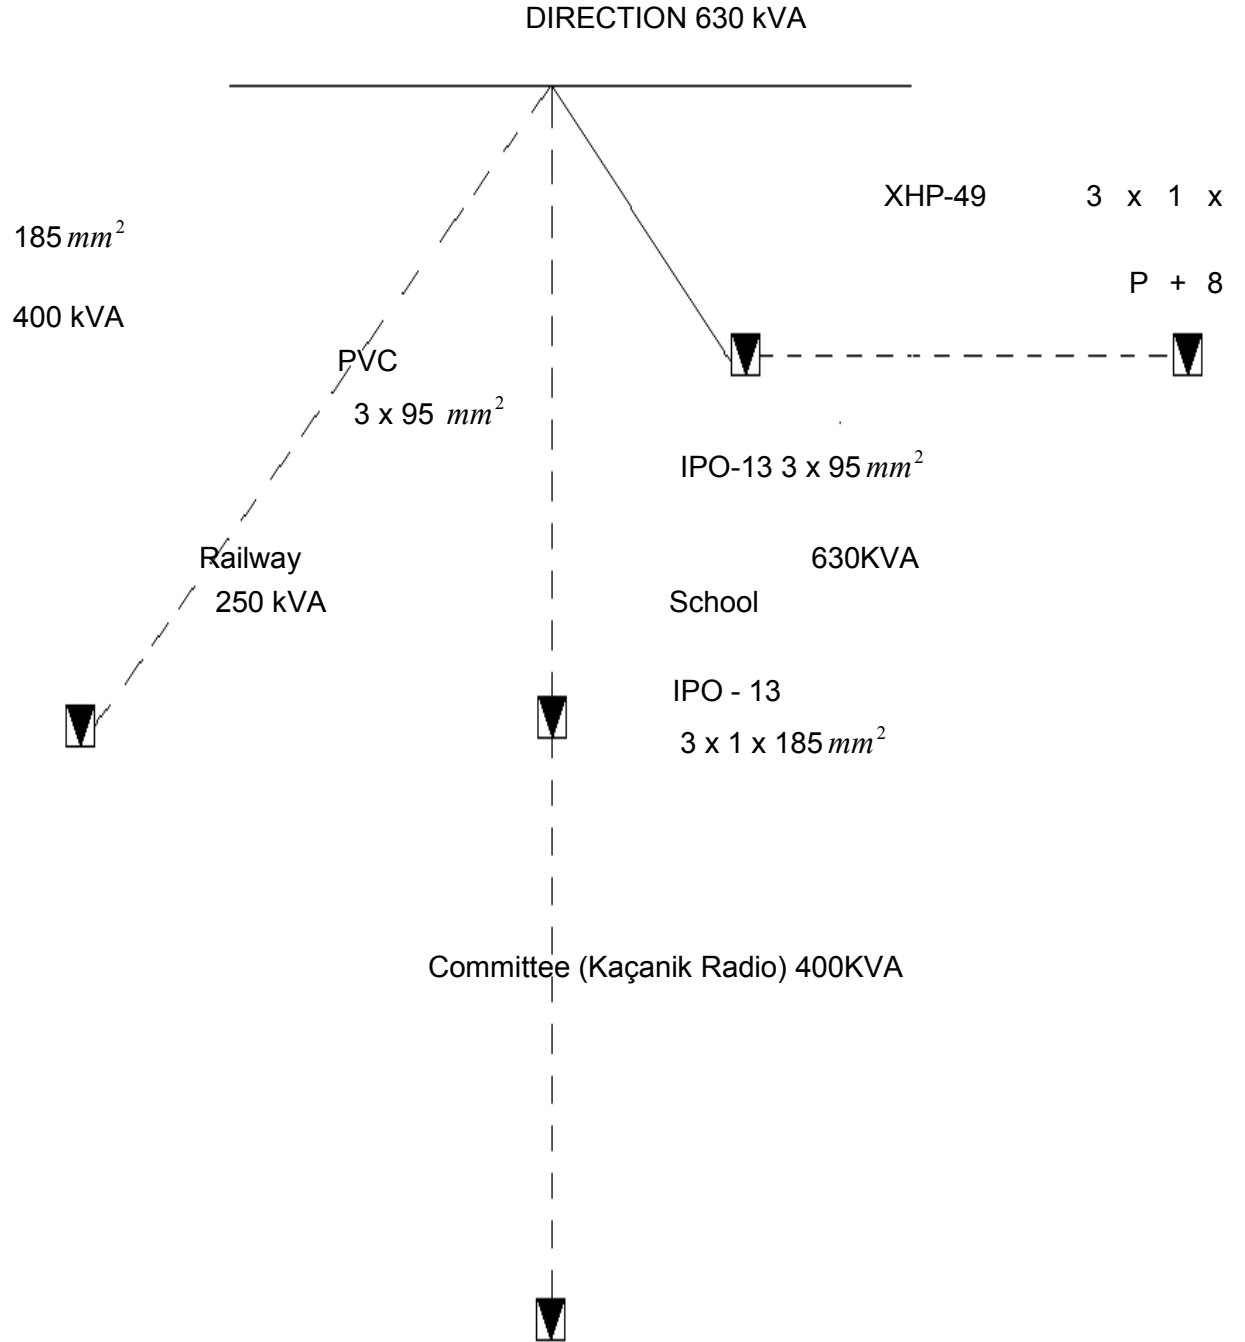 DIRECTION 630 kVA
XHP-49 3 x 1 x
185 mm²
P + 8
400 kVA
PVC
3 x 95 mm²
IPO-13 3 x 95 mm²
Railway
630KVA
250 kVA
School
IPO - 13
3 x 1 x 185 mm²
Committee (Kaçanik Radio) 400KVA